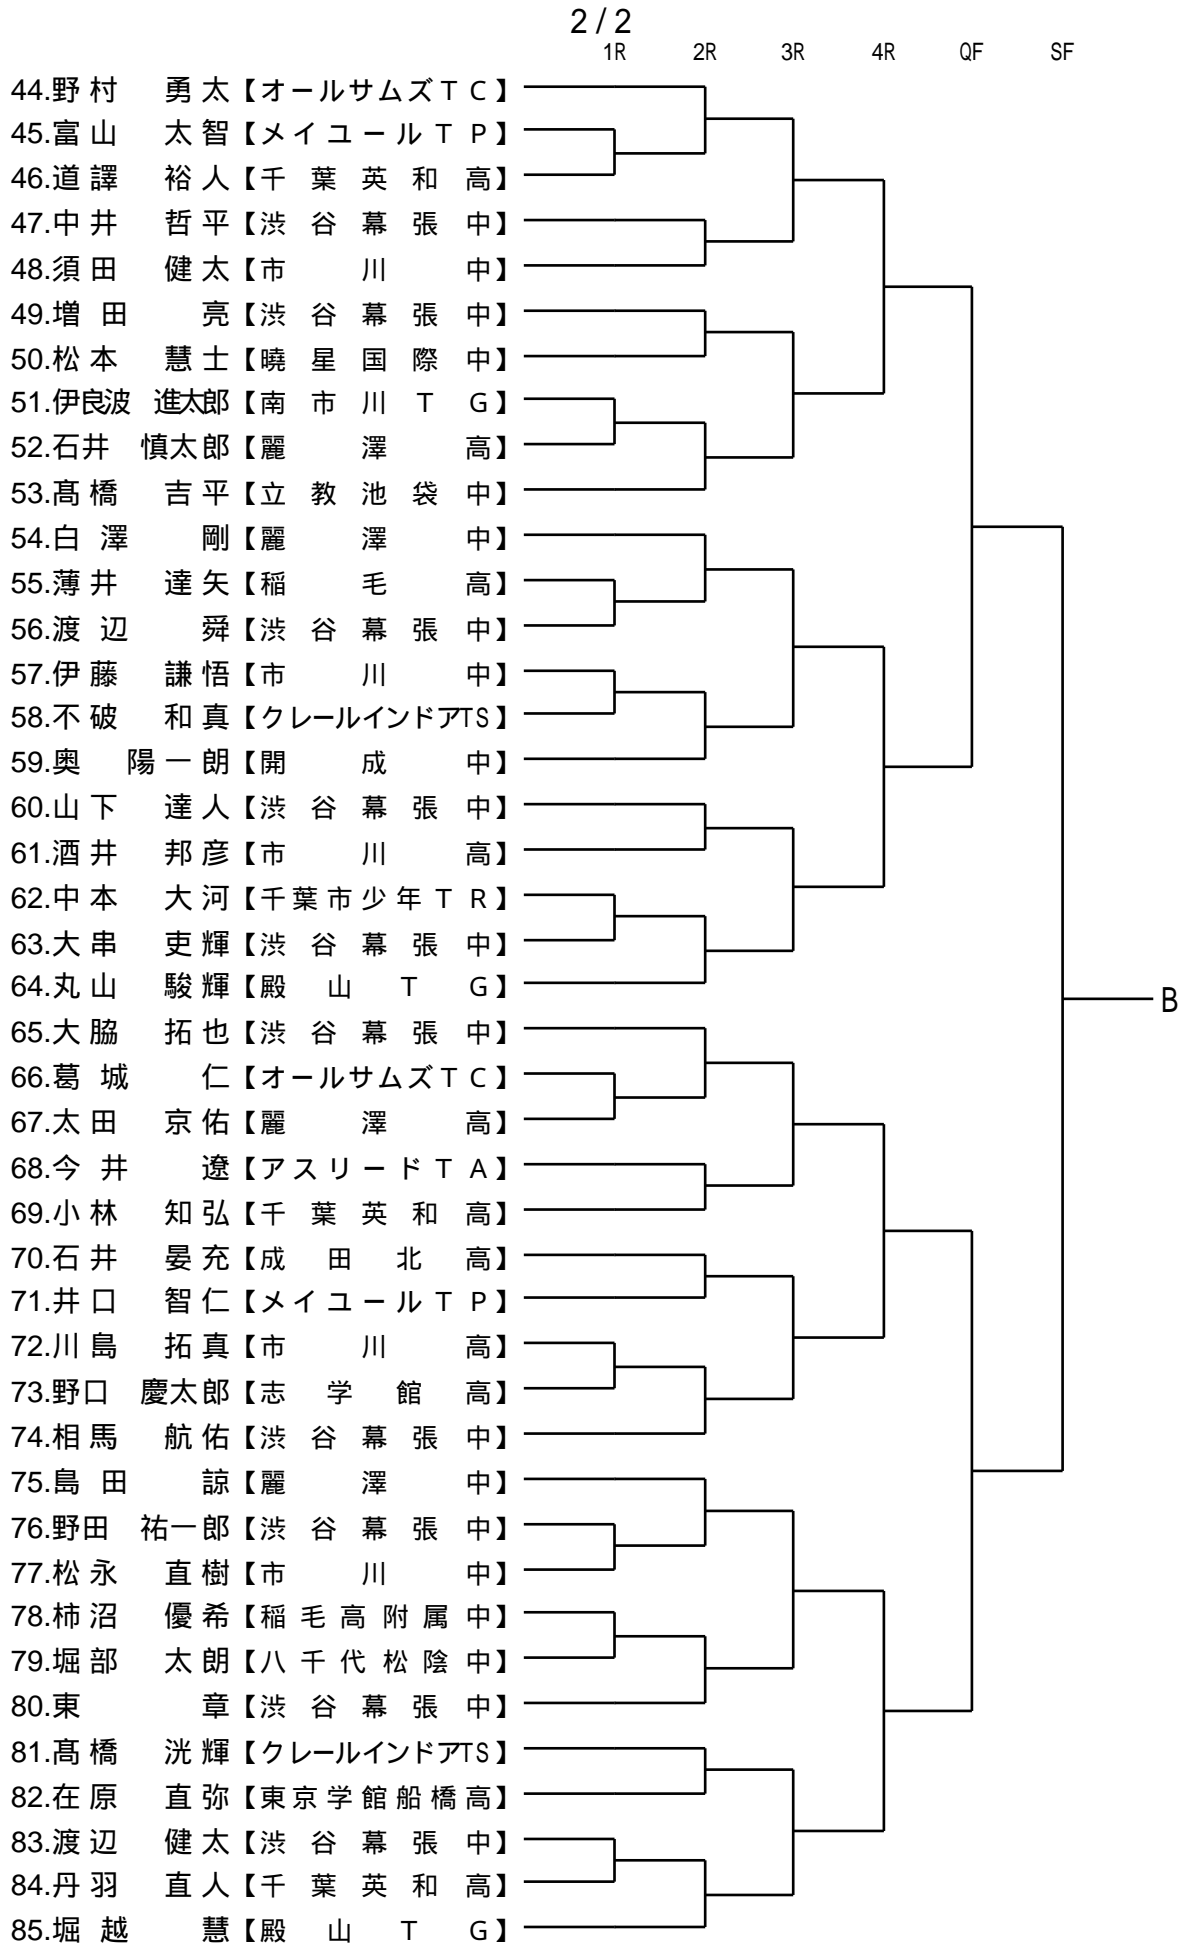 2 / 2
1R 2R 3R 4R QF SF
44.野村 勇太【オールサムズTC】
45.富山 太智【メイユールTP】
46.道譯 裕人【千葉英和高】
47.中井 哲平【渋谷幕張中】
48.須田 健太【市川中】
49.増田 亮【渋谷幕張中】
50.松本 慧士【曉星国際中】
51.伊良波 進太郎【南市川TG】
52.石井 慎太郎【麗澤高】
53.髙橋 吉平【立教池袋中】
54.白澤 剛【麗澤中】
55.薄井 達矢【稲毛高】
56.渡辺 舜【渋谷幕張中】
57.伊藤 謙悟【市川中】
58.不破 和真【クレールインドアTS】
59.奥 陽一朗【開成中】
60.山下 達人【渋谷幕張中】
61.酒井 邦彦【市川高】
62.中本 大河【千葉市少年TR】
63.大串 吏輝【渋谷幕張中】
64.丸山 駿輝【殿山TG】
65.大脇 拓也【渋谷幕張中】
66.葛城 仁【オールサムズTC】
67.太田 京佑【麗澤高】
68.今井 遼【アスリードTA】
69.小林 知弘【千葉英和高】
70.石井 晏充【成田北高】
71.井口 智仁【メイユールTP】
72.川島 拓真【市川高】
73.野口 慶太郎【志学館高】
74.相馬 航佑【渋谷幕張中】
75.島田 諒【麗澤中】
76.野田 祐一郎【渋谷幕張中】
77.松永 直樹【市川中】
78.柿沼 優希【稲毛高附属中】
79.堀部 太朗【八千代松陰中】
80.東 章【渋谷幕張中】
81.髙橋 洸輝【クレールインドアTS】
82.在原 直弥【東京学館船橋高】
83.渡辺 健太【渋谷幕張中】
84.丹羽 直人【千葉英和高】
85.堀越 慧【殿山TG】
B